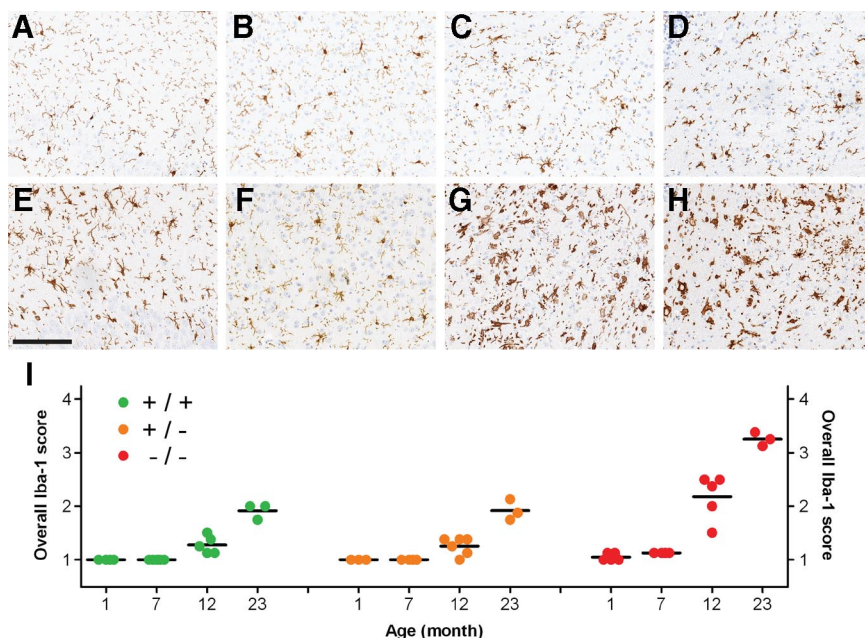 A B C D
E F G H
I
4 4
+ / +
+ / -
3 3
- / -
2 2
1 1
Overall Iba-1 score
Overall Iba-1 score
1 7 12 23 1 7 12 23 1 7 12 23
Age (month)